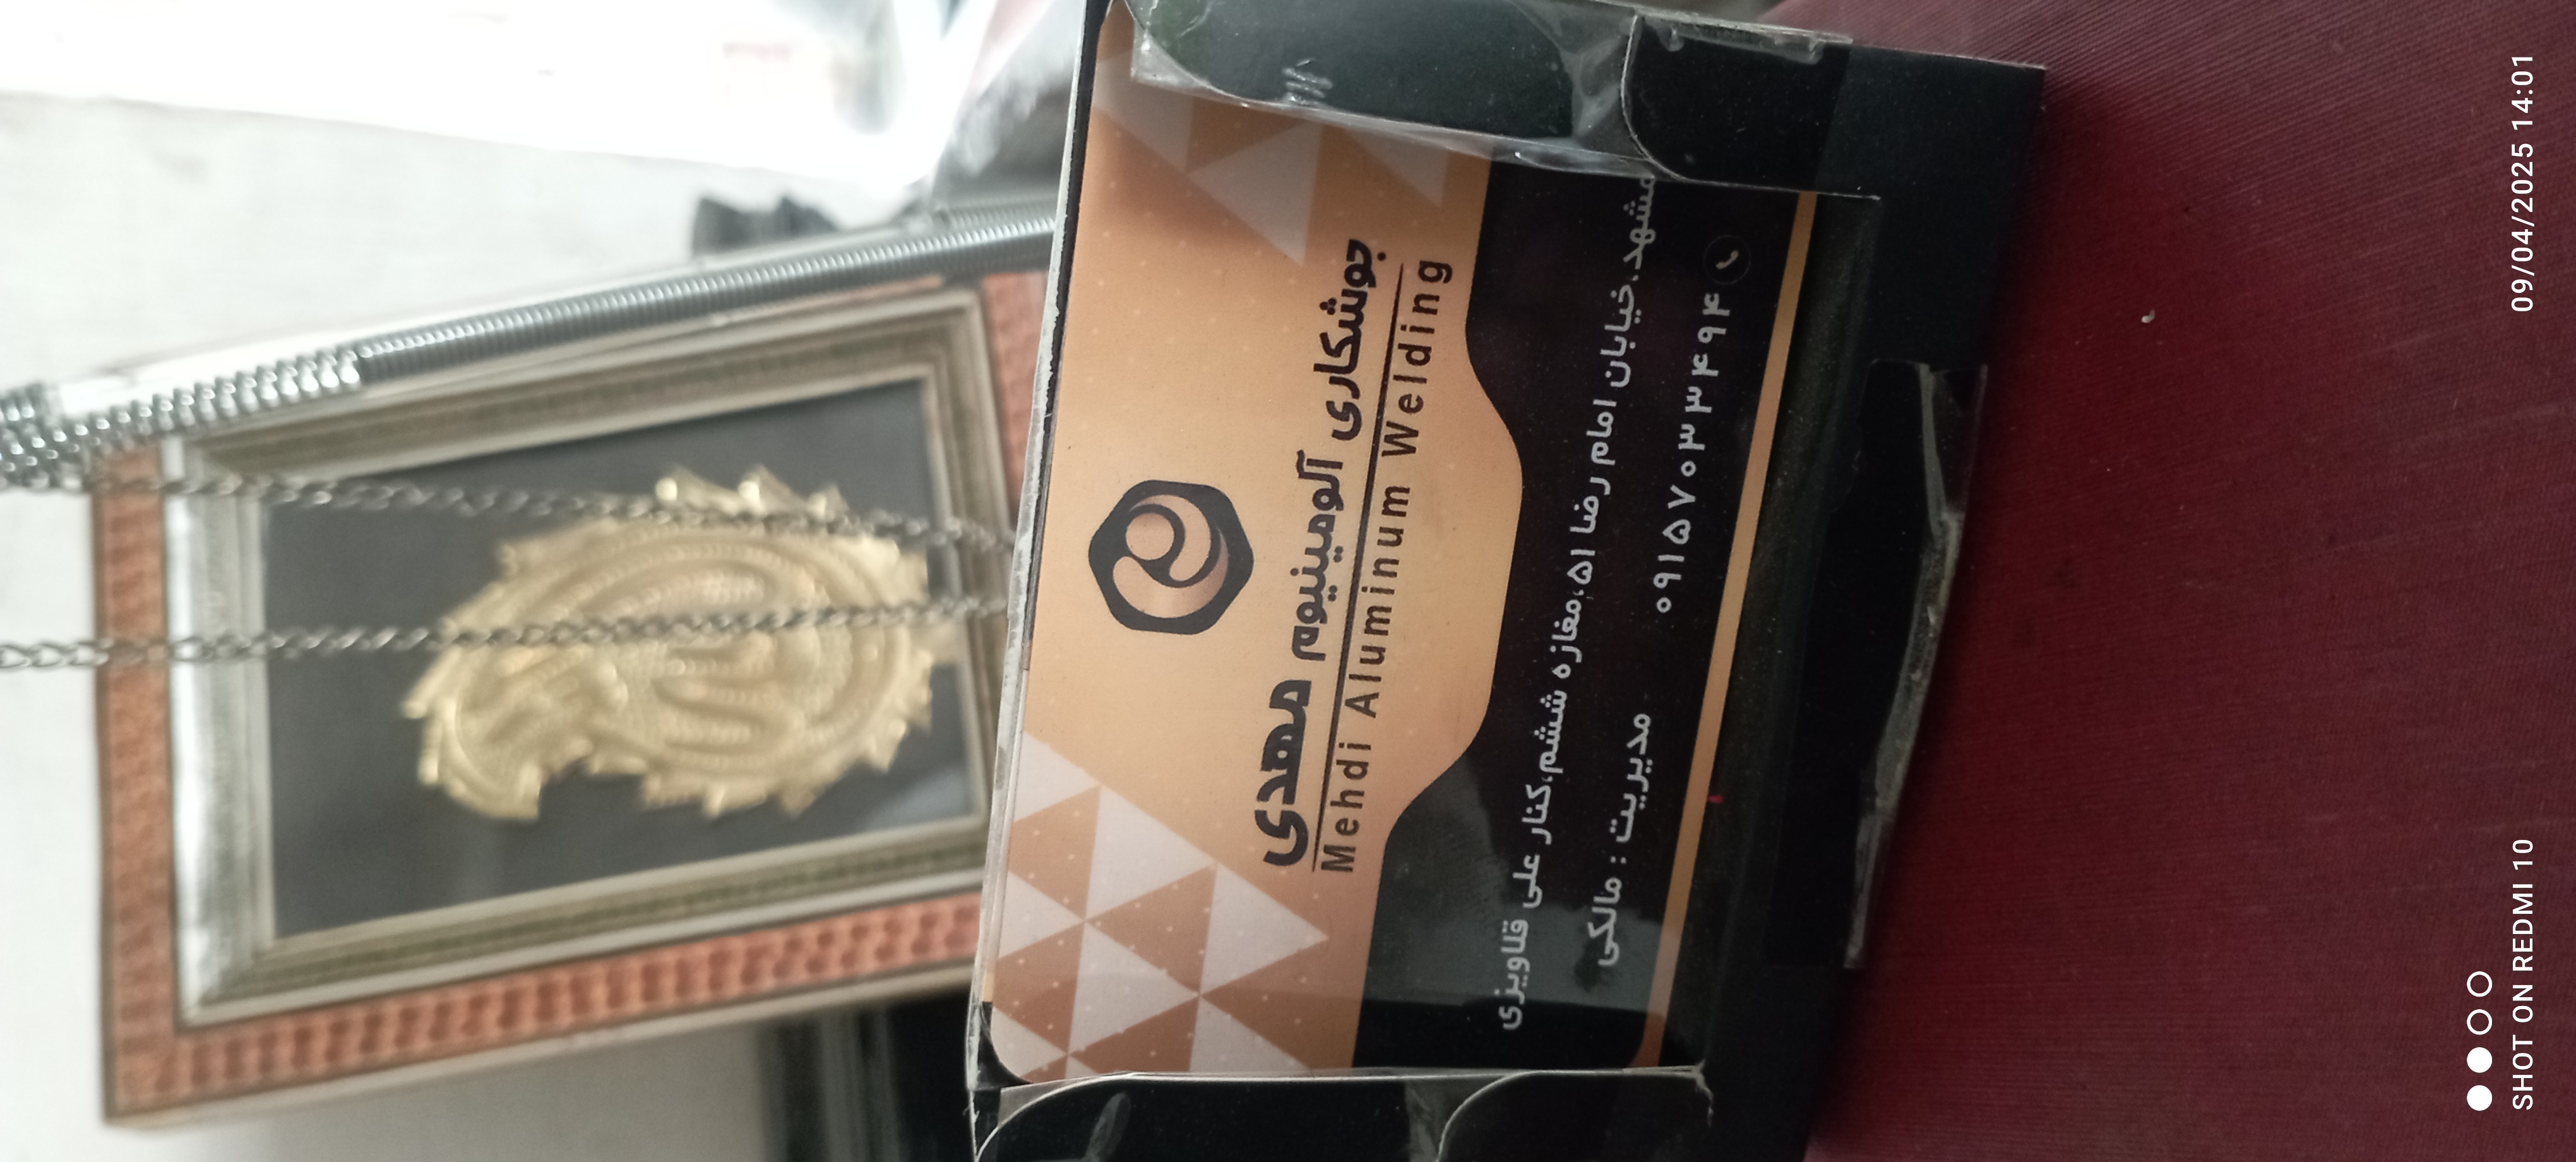 جوشکاری آلومینیوم مهدی
Mehdi Aluminum Welding
مشهد،خیابان امام رضا ۵۱،مغازه ششم،کنار علی قلاویزی
۰۹۱۵۷۰۳۳۴۹۴
مدیریت : مالکی
SHOT ON REDMI 10
09/04/2025 14:01